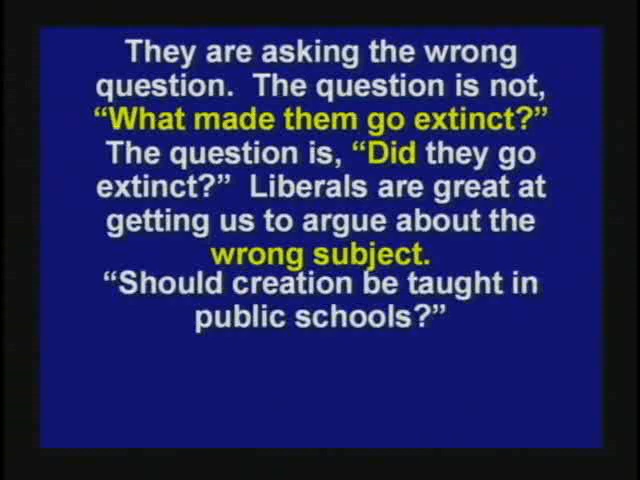 They are asking the wrong
question.  The question is not,
“What made them go extinct?”
The question is, “Did they go
extinct?”  Liberals are great at
getting us to argue about the
wrong subject.
“Should creation be taught in
public schools?”